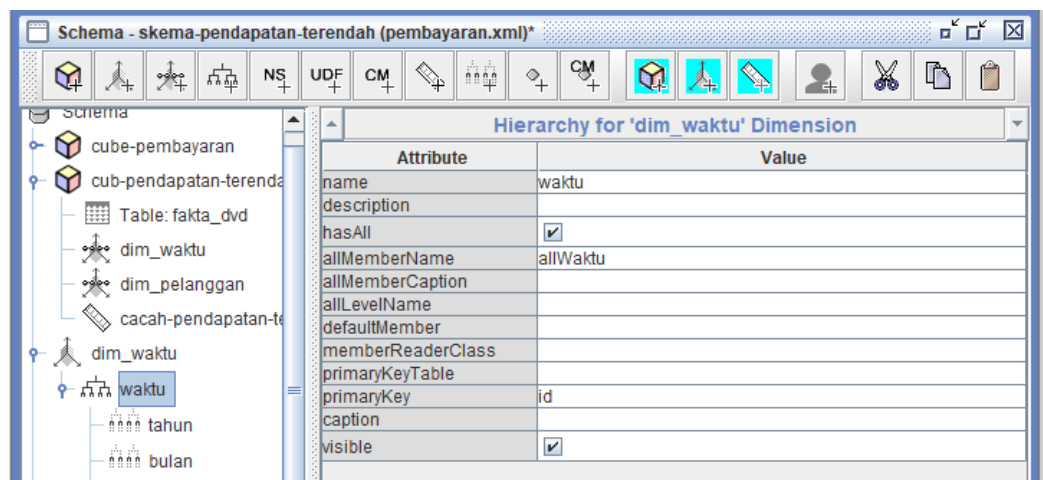 Schema - skema-pendapatan-terendah (pembayaran.xml)*
NS UDF CM CM
Schema
cube-pembayaran
cub-pendapatan-terenda
Table: fakta_dvd
dim_waktu
dim_pelanggan
cacah-pendapatan-te
dim_waktu
waktu
tahun
bulan
Hierarchy for 'dim_waktu' Dimension
Attribute Value
name waktu
description
hasAll
allMemberName allWaktu
allMemberCaption
allLevelName
defaultMember
memberReaderClass
primaryKeyTable
primaryKey id
caption
visible